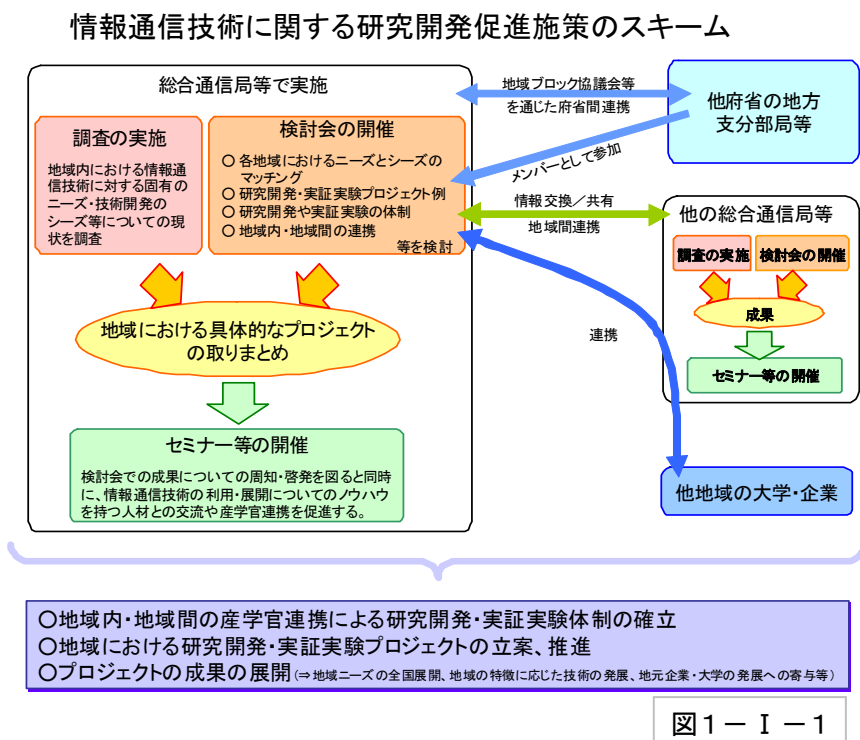 情報通信技術に関する研究開発促進施策のスキーム
総合通信局等で実施
調査の実施
地域内における情報通
信技術に対する固有の
ニーズ・技術開発の
シーズ等についての現
状を調査
検討会の開催
○ 各地域におけるニーズとシーズの
マッチング
○ 研究開発・実証実験プロジェクト例
○ 研究開発や実証実験の体制
○ 地域内・地域間の連携
等を検討
地域における具体的なプロジェクト
の取りまとめ
セミナー等の開催
検討会での成果についての周知・啓発を図ると同時
に、情報通信技術の利用・展開についてのノウハウ
を持つ人材との交流や産学官連携を促進する。
地域ブロック協議会等
を通じた府省間連携
メンバーとして参加
情報交換／共有
地域間連携
連携
他府省の地方
支分部局等
他の総合通信局等
調査の実施
検討会の開催
成果
セミナー等の開催
他地域の大学・企業
○地域内・地域間の産学官連携による研究開発・実証実験体制の確立
○地域における研究開発・実証実験プロジェクトの立案、推進
○プロジェクトの成果の展開(⇒地域ニーズの全国展開、地域の特徴に応じた技術の発展、地元企業・大学の発展への寄与等)
図１－Ⅰ－１